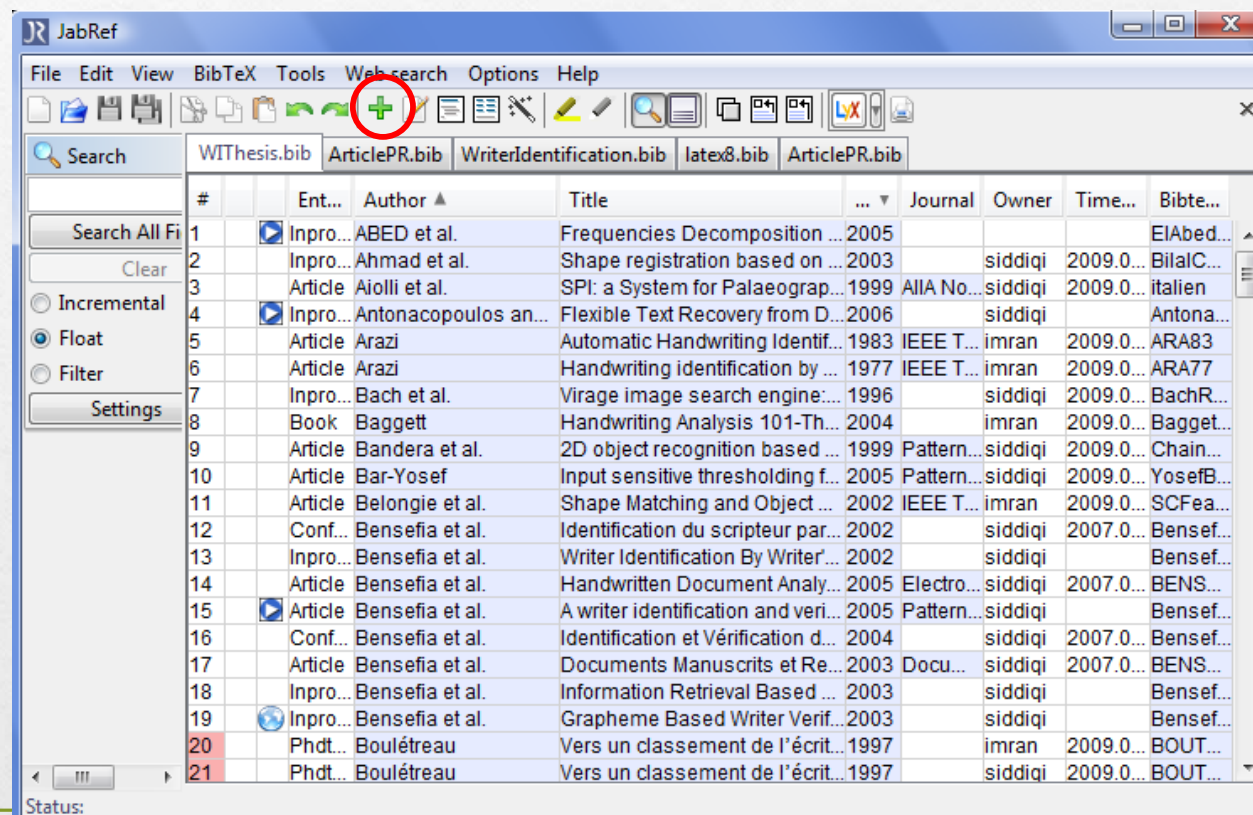 JabRef
File Edit View BibTeX Tools Web search Options Help
Search
WIThesis.bib ArticlePR.bib WriterIdentification.bib latex8.bib ArticlePR.bib
# Ent... Author Title ... Journal Owner Time... Bibte...
Search All Fi
Clear
Incremental
Float
Filter
Settings
1 Inpro... ABED et al. Frequencies Decomposition ... 2005 ElAbed...
2 Inpro... Ahmad et al. Shape registration based on ... 2003 siddiqi 2009.0... BilalC...
3 Article Aiolli et al. SPI: a System for Palaeograp... 1999 AIIA No... siddiqi 2009.0... italien
4 Inpro... Antonacopoulos an... Flexible Text Recovery from D... 2006 siddiqi Antona...
5 Article Arazi Automatic Handwriting Identif... 1983 IEEE T... imran 2009.0... ARA83
6 Article Arazi Handwriting identification by ... 1977 IEEE T... imran 2009.0... ARA77
7 Inpro... Bach et al. Virage image search engine:... 1996 siddiqi 2009.0... BachR...
8 Book Baggett Handwriting Analysis 101-Th... 2004 imran 2009.0... Bagget...
9 Article Bandera et al. 2D object recognition based ... 1999 Pattern... siddiqi 2009.0... Chain...
10 Article Bar-Yosef Input sensitive thresholding f... 2005 Pattern... siddiqi 2009.0... YosefB...
11 Article Belongie et al. Shape Matching and Object ... 2002 IEEE T... imran 2009.0... SCFea...
12 Conf... Bensefia et al. Identification du scripteur par... 2002 siddiqi 2007.0... Bensef...
13 Inpro... Bensefia et al. Writer Identification By Writer'... 2002 siddiqi Bensef...
14 Article Bensefia et al. Handwritten Document Analy... 2005 Electro... siddiqi 2007.0... BENS...
15 Article Bensefia et al. A writer identification and veri... 2005 Pattern... siddiqi Bensef...
16 Conf... Bensefia et al. Identification et Vérification d... 2004 siddiqi 2007.0... Bensef...
17 Article Bensefia et al. Documents Manuscrits et Re... 2003 Docu... siddiqi 2007.0... BENS...
18 Inpro... Bensefia et al. Information Retrieval Based ... 2003 siddiqi Bensef...
19 Inpro... Bensefia et al. Grapheme Based Writer Verif... 2003 siddiqi Bensef...
20 Phdt... Boulétreau Vers un classement de l'écrit... 1997 imran 2009.0... BOUT...
21 Phdt... Boulétreau Vers un classement de l'écrit... 1997 siddiqi 2009.0... BOUT...
Status: